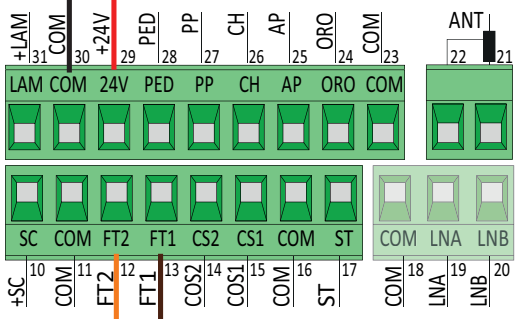 +LAM COM +24V PED PP CH AP ORO COM ANT
31 30 29 28 27 26 25 24 23 22 21
LAM COM 24V PED PP CH AP ORO COM
SC COM FT2 FT1 CS2 CS1 COM ST COM LNA LNB
10 11 12 13 14 15 16 17 18 19 20
+SC COM FT2 FT1 COS2 COS1 COM ST COM LNA LNB